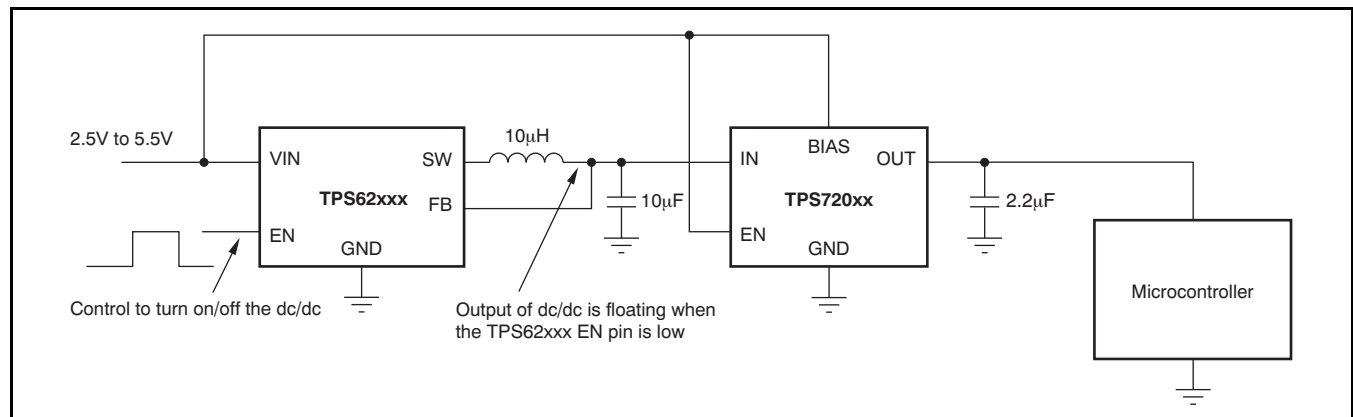 2.5V to 5.5V
VIN
SW
TPS62xxx
FB
EN
GND
Control to turn on/off the dc/dc
10μH
Output of dc/dc is floating when
the TPS62xxx EN pin is low
10μF
IN
BIAS
OUT
TPS720xx
EN
GND
2.2μF
Microcontroller